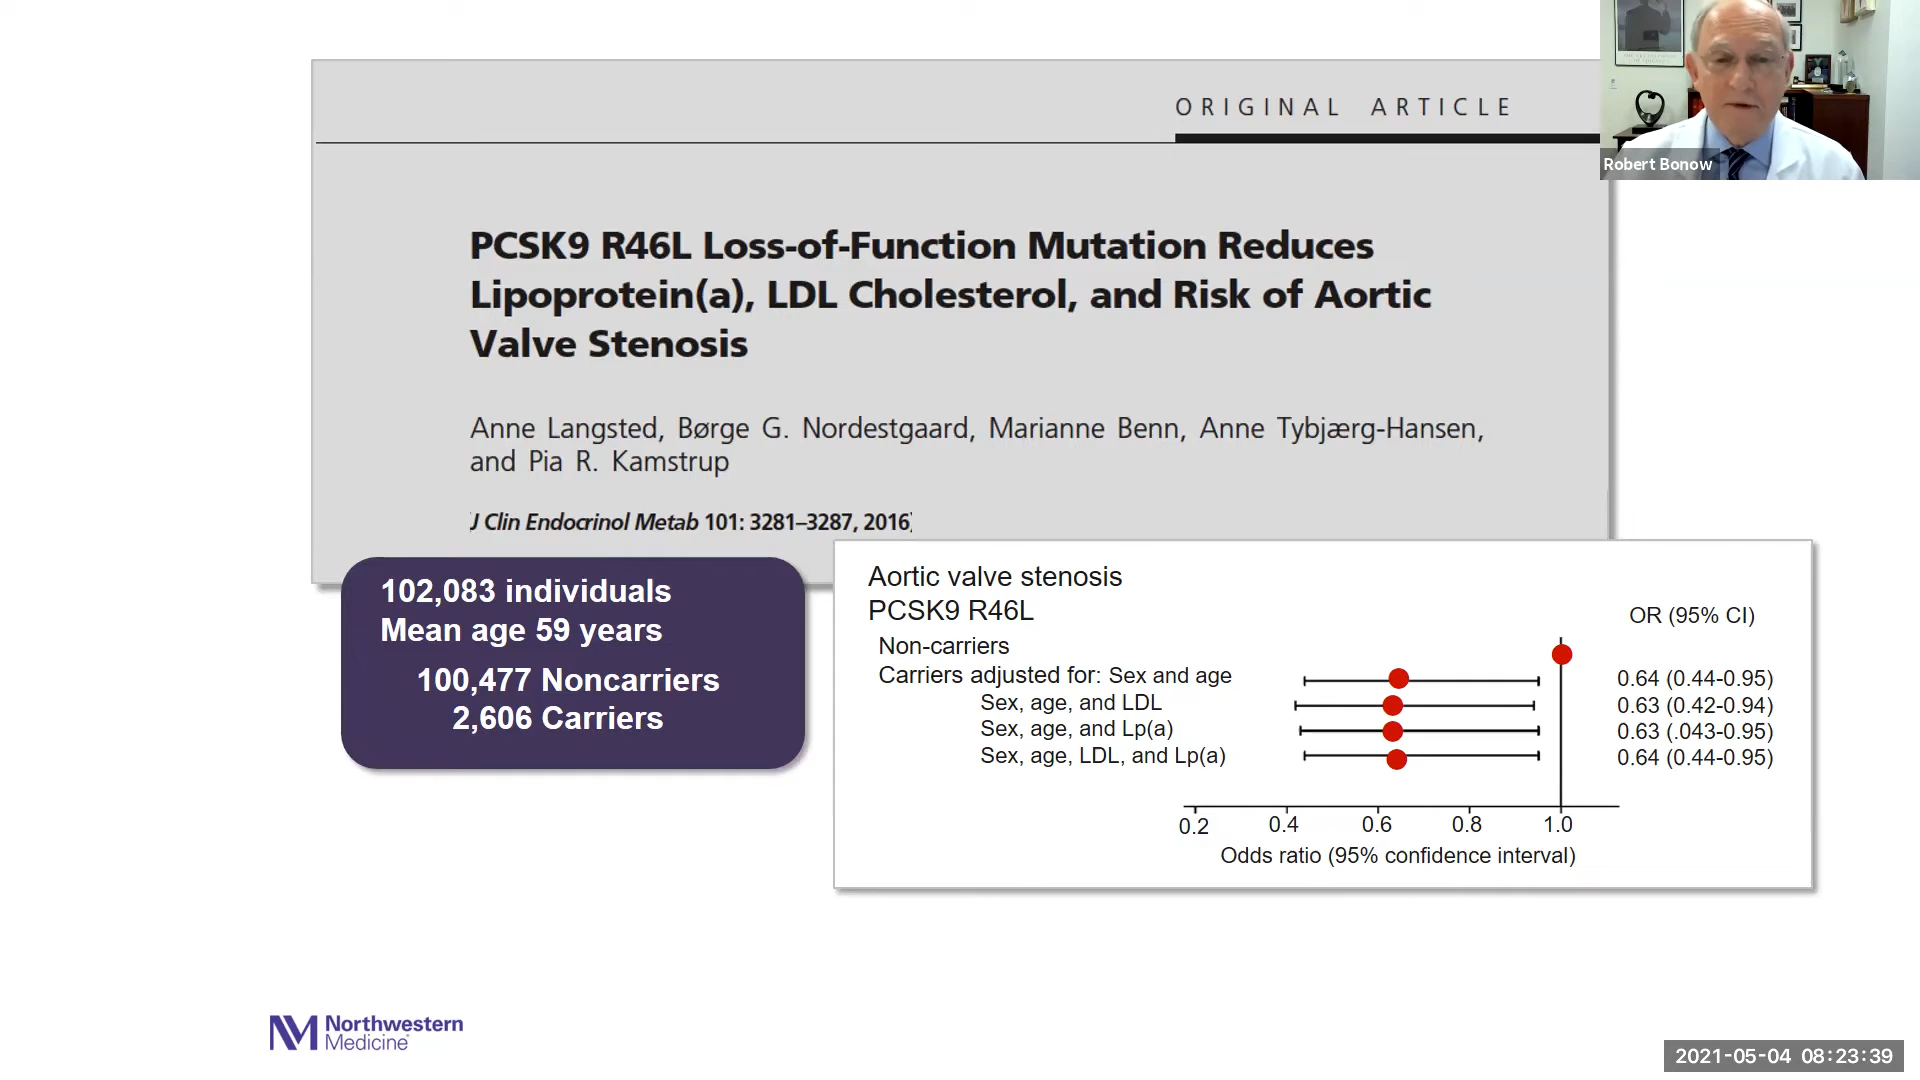 ORIGINAL ARTICLE
Robert Bonow
PCSK9 R46L Loss-of-Function Mutation Reduces
Lipoprotein(a), LDL Cholesterol, and Risk of Aortic
Valve Stenosis
Anne Langsted, Børge G. Nordestgaard, Marianne Benn, Anne Tybjærg-Hansen,
and Pia R. Kamstrup
J Clin Endocrinol Metab 101: 3281–3287, 2016)
102,083 individuals
Mean age 59 years
100,477 Noncarriers
2,606 Carriers
Aortic valve stenosis
PCSK9 R46L
OR (95% CI)
Non-carriers
Carriers adjusted for: Sex and age 0.64 (0.44-0.95)
Sex, age, and LDL 0.63 (0.42-0.94)
Sex, age, and Lp(a) 0.63 (.043-0.95)
Sex, age, LDL, and Lp(a) 0.64 (0.44-0.95)
0.2 0.4 0.6 0.8 1.0
Odds ratio (95% confidence interval)
Northwestern
Medicine
2021-05-04 08:23:39